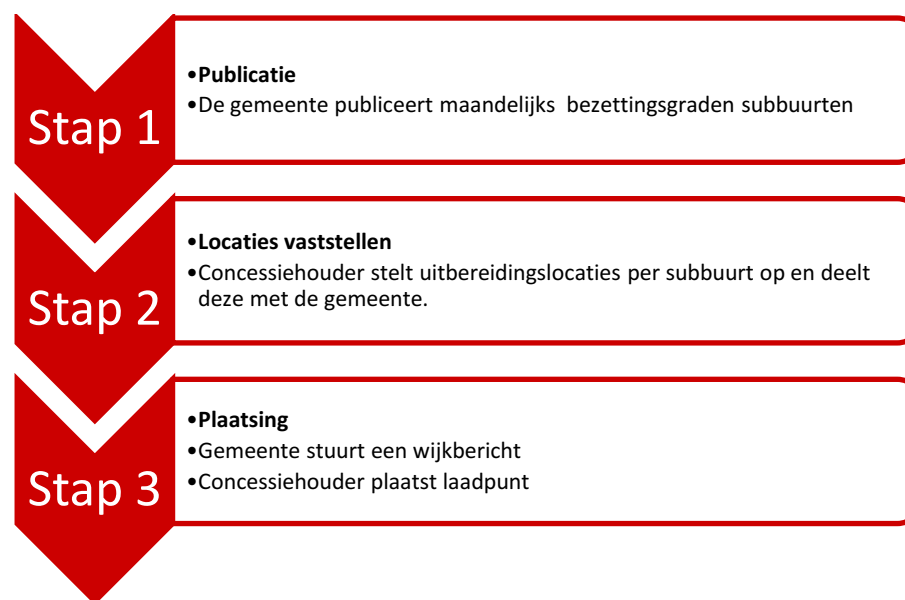 Stap 1
•Publicatie
•De gemeente publiceert maandelijks  bezettingsgraden subbuurten
Stap 2
•Locaties vaststellen
•Concessiehouder stelt uitbereidingslocaties per subbuurt op en deelt
deze met de gemeente.
Stap 3
•Plaatsing
•Gemeente stuurt een wijkbericht
•Concessiehouder plaatst laadpunt